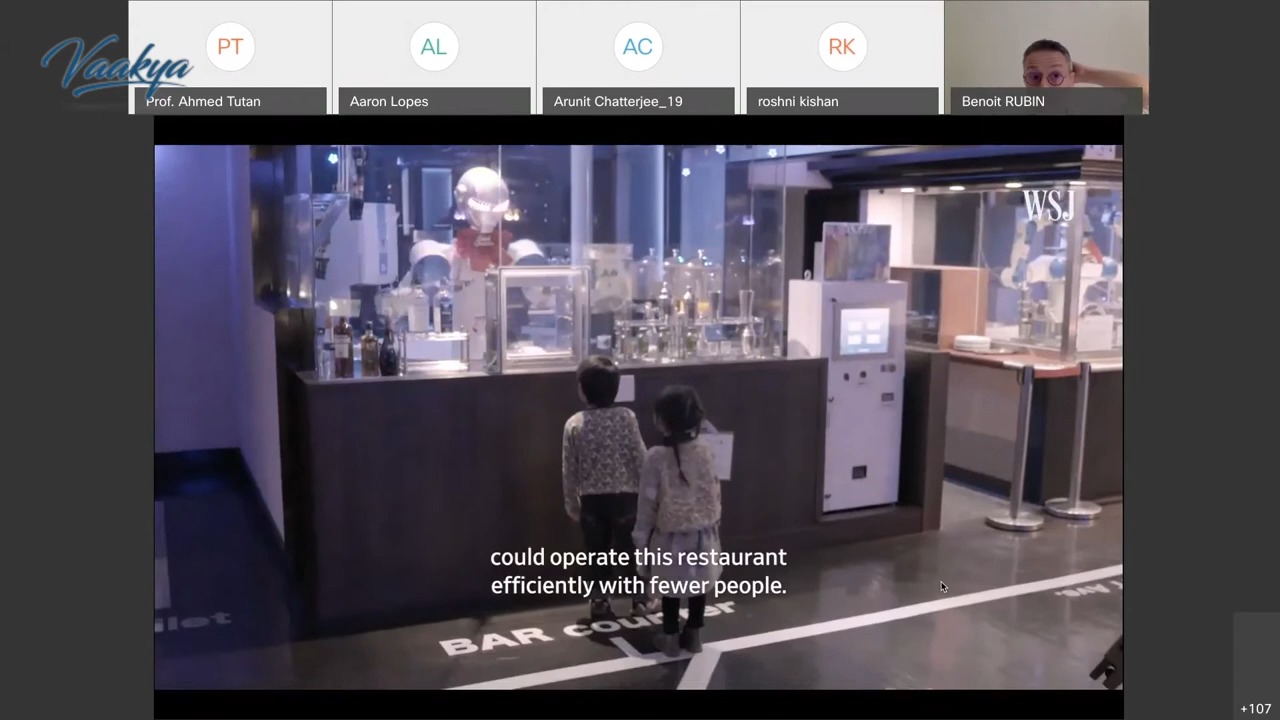 Vaakya
PT
AL
AC
RK
Prof. Ahmed Tutan
Aaron Lopes
Arunit Chatterjee_19
roshni kishan
Benoit RUBIN
WSJ
could operate this restaurant
efficiently with fewer people.
BAR counter
+107